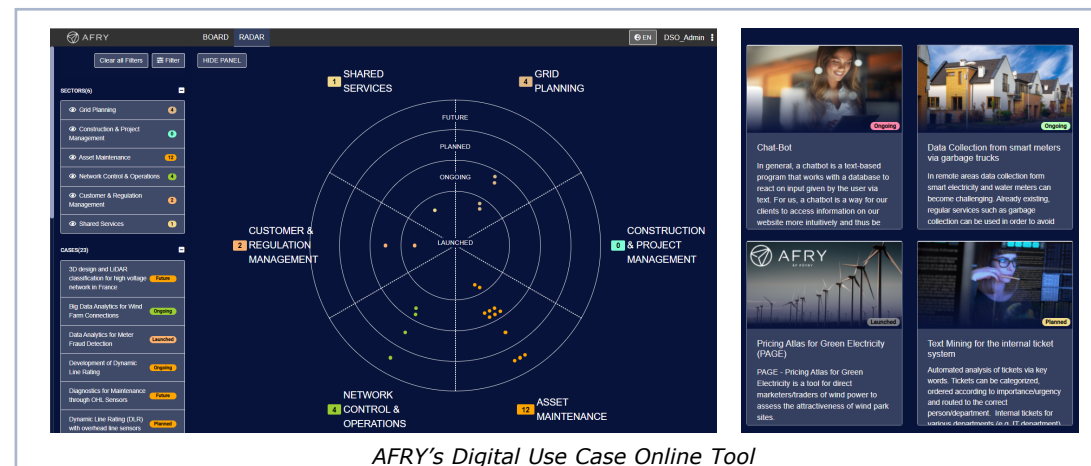 AFRY
BOARD RADAR
EN DSO_Admin
Clear all Filters Filter
HIDE PANEL
SECTORS(6)
Grid Planning 4
Construction & Project
Management 0
Asset Maintenance 12
Network Control & Operations 4
Customer & Regulation
Management 2
Shared Services 1
CASES(23)
3D design and LiDAR
classification for high voltage
network in France
Future
Big Data Analytics for Wind
Farm Connections
Ongoing
Data Analytics for Meter
Fraud Detection
Launched
Development of Dynamic
Line Rating
Ongoing
Diagnostics for Maintenance
through OHL Sensors
Future
Dynamic Line Rating (DLR)
with overhead line sensors
Planned
1 SHARED
SERVICES
4 GRID
PLANNING
FUTURE
PLANNED
ONGOING
LAUNCHED
CUSTOMER &
2 REGULATION
MANAGEMENT
CONSTRUCTION
0 & PROJECT
MANAGEMENT
NETWORK
4 CONTROL &
OPERATIONS
12 ASSET
MAINTENANCE
Ongoing
Chat-Bot
In general, a chatbot is a text-based
program that works with a database to
react on input given by the user via
text. For us, a chatbot is a way for our
clients to access information on our
website more intuitively and thus be
Ongoing
Data Collection from smart meters
via garbage trucks
In remote areas data collection form
smart electricity and water meters can
become challenging. Already existing,
regular services such as garbage
collection can be used in order to avoid
AFRY
Launched
Pricing Atlas for Green Electricity
(PAGE)
PAGE - Pricing Atlas for Green
Electricity is a tool for direct
marketers/traders of wind power to
assess the attractiveness of wind park
sites.
Planned
Text Mining for the internal ticket
system
Automated analysis of tickets via key
words. Tickets can be categorized,
ordered according to importance/urgency
and routed to the correct
person/department. Internal tickets for
various departments (e.g. IT department)
AFRY's Digital Use Case Online Tool